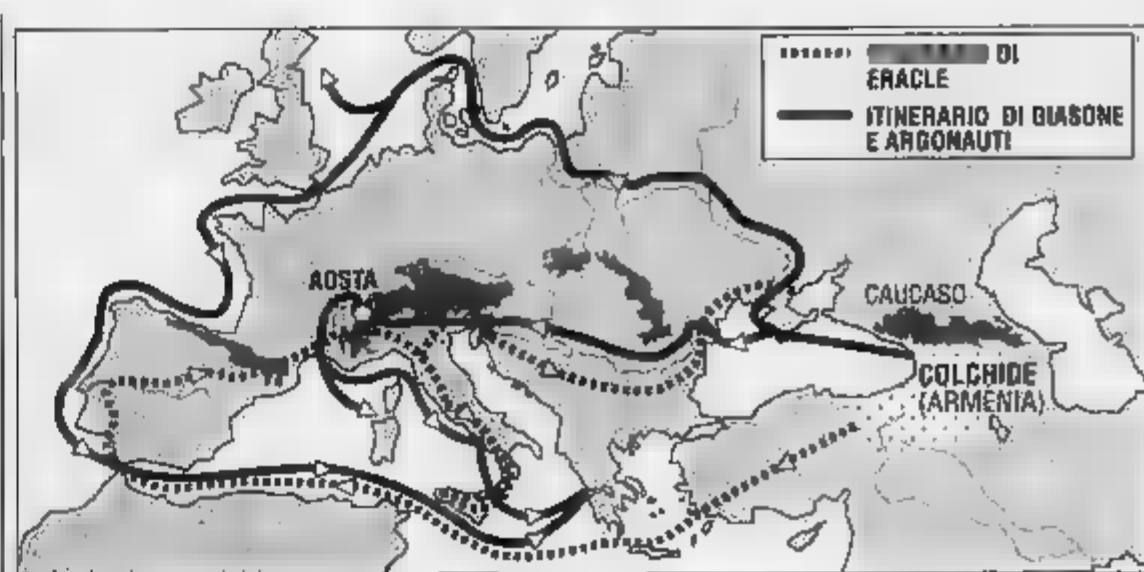 DI
ERACLE
ITINERARIO DI GIASONE
E ARGONAUTI
AOSTA
CAUCASO
COLCHIDE
(ARMENIA)